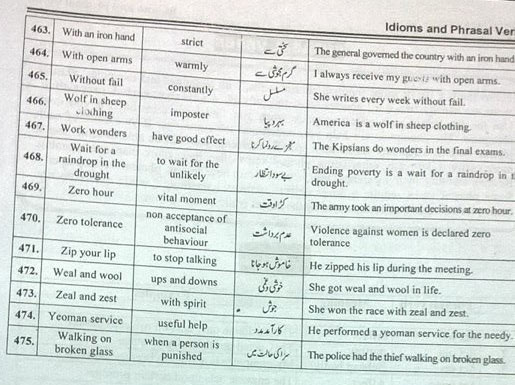 Idioms and Phrasal Ver
463. With an iron hand strict سختی سے The general governed the country with an iron hand
464. With open arms warmly گرم جوشی سے I always receive my guests with open arms.
465. Without fail constantly مسلسل She writes every week without fail.
466. Wolf in sheep clothing imposter بہروپیا America is a wolf in sheep clothing.
467. Work wonders have good effect معجزے رونما کرنا The Kipsians do wonders in the final exams.
468. Wait for a raindrop in the drought to wait for the unlikely بے سود انتظار Ending poverty is a wait for a raindrop in t drought.
469. Zero hour vital moment کڑا وقت The army took an important decisions at zero hour.
470. Zero tolerance non acceptance of antisocial behaviour عدم برداشت Violence against women is declared zero tolerance
471. Zip your lip to stop talking خاموش ہو جانا He zipped his lip during the meeting.
472. Weal and wool ups and downs خوشی و غمی She got weal and wool in life.
473. Zeal and zest with spirit جوش She won the race with zeal and zest.
474. Yeoman service useful help کارآمد مدد He performed a yeoman service for the needy.
475. Walking on broken glass when a person is punished سزا کی حالت میں The police had the thief walking on broken glass.